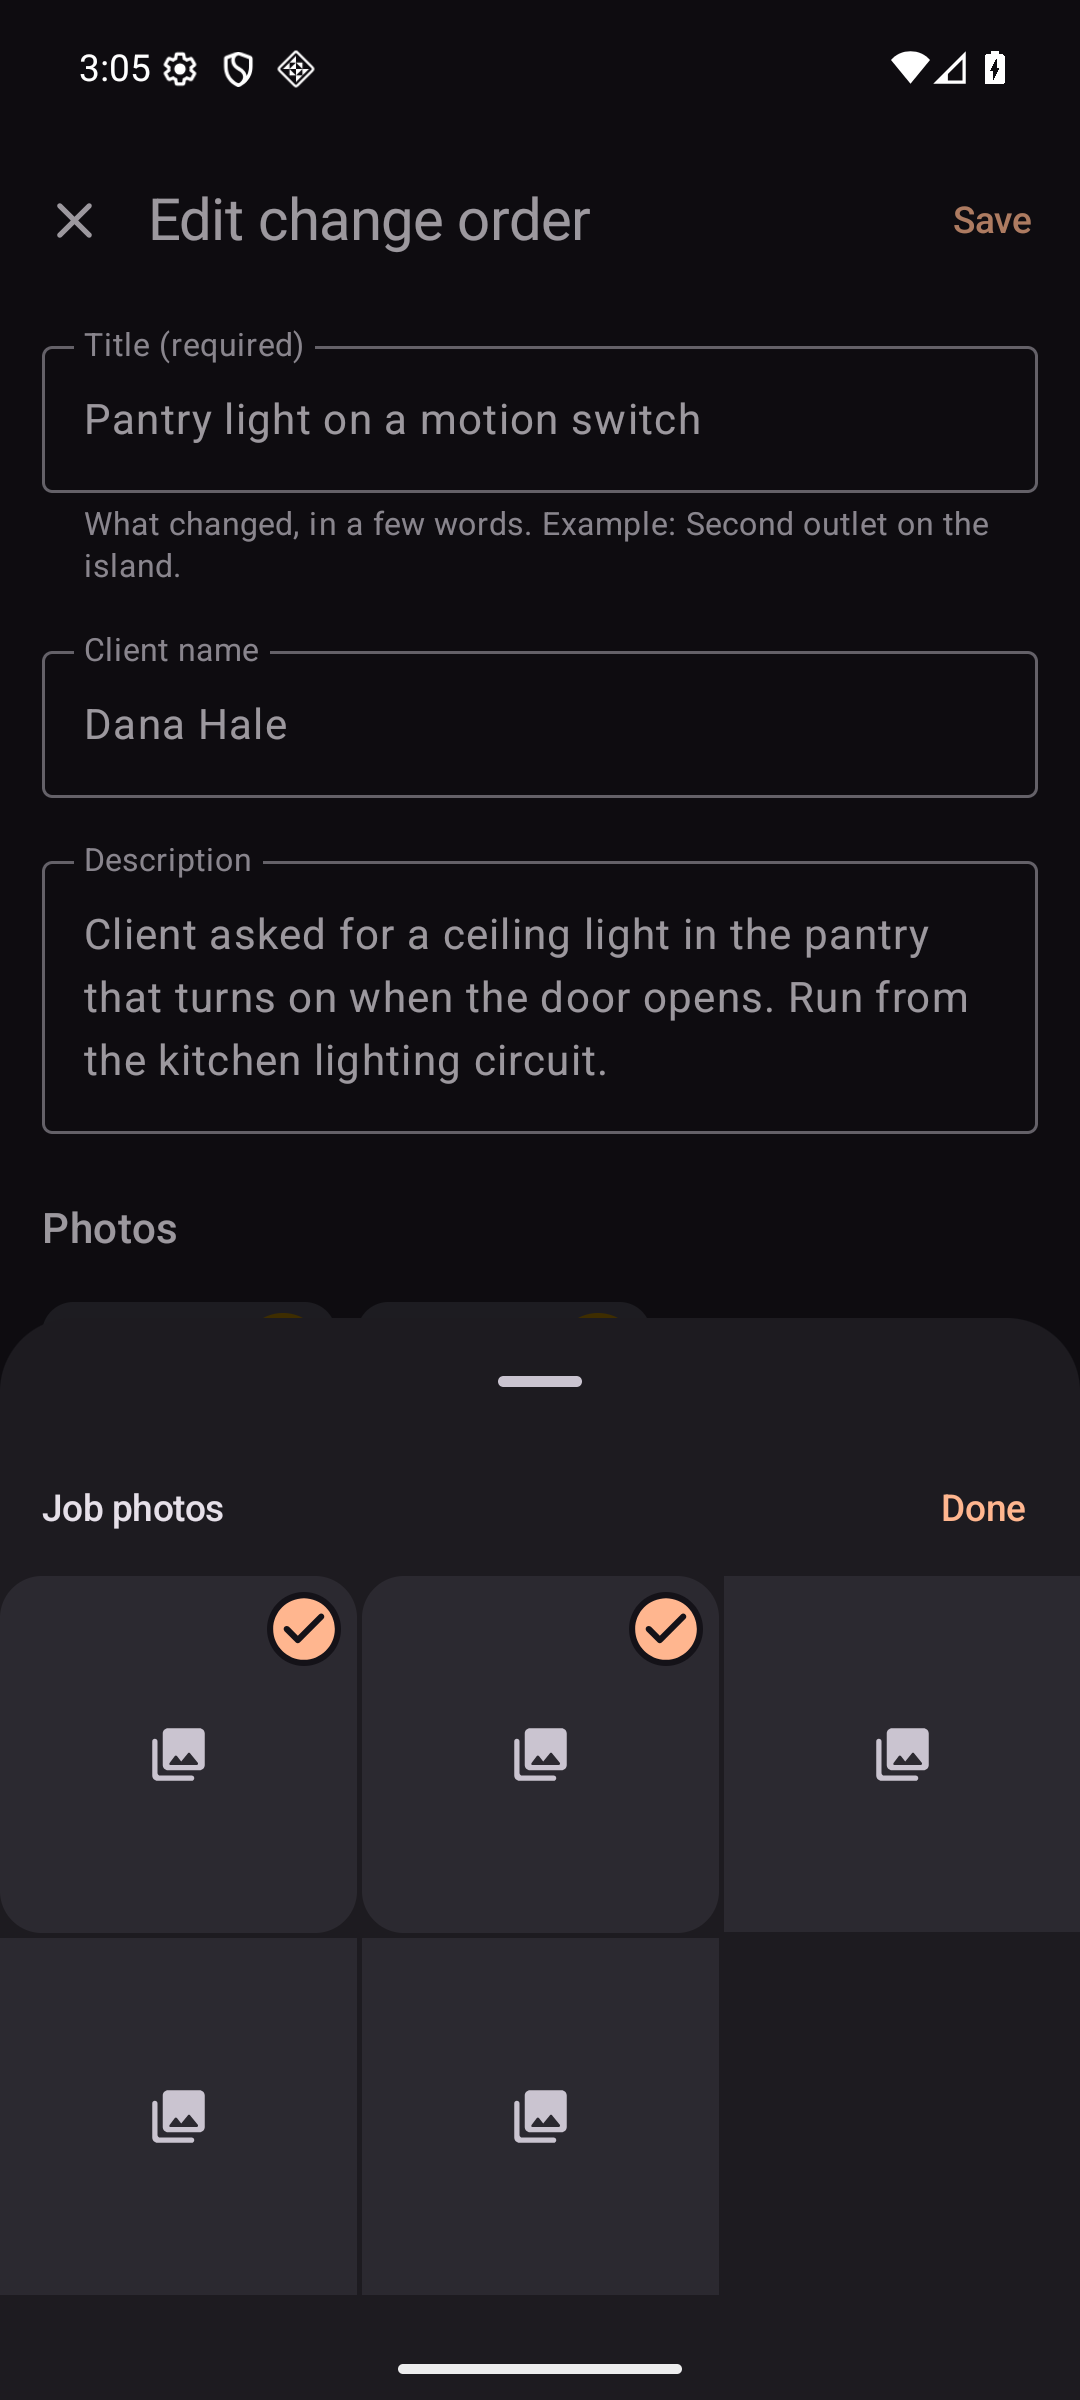 3:05
Edit change order
Save
Title (required)
Pantry light on a motion switch
What changed, in a few words. Example: Second outlet on the
island.
Client name
Dana Hale
Description
Client asked for a ceiling light in the pantry
that turns on when the door opens. Run from
the kitchen lighting circuit.
Photos
Job photos
Done